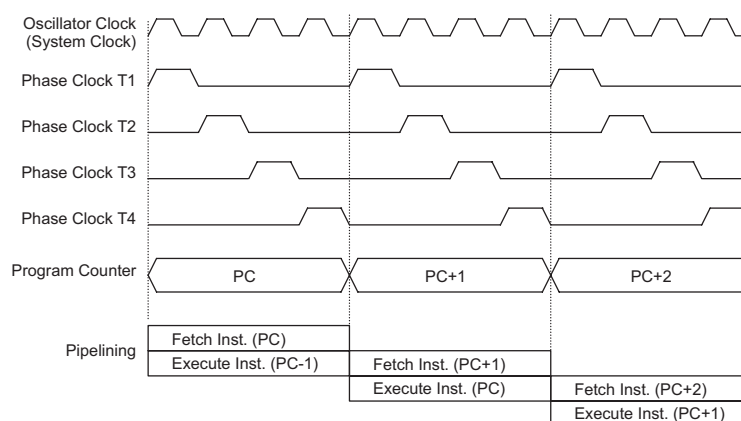 Oscillator Clock
(System Clock)
Phase Clock T1
Phase Clock T2
Phase Clock T3
Phase Clock T4
Program Counter
PC
PC+1
PC+2
Pipelining
Fetch Inst. (PC)
Execute Inst. (PC-1)
Fetch Inst. (PC+1)
Execute Inst. (PC)
Fetch Inst. (PC+2)
Execute Inst. (PC+1)